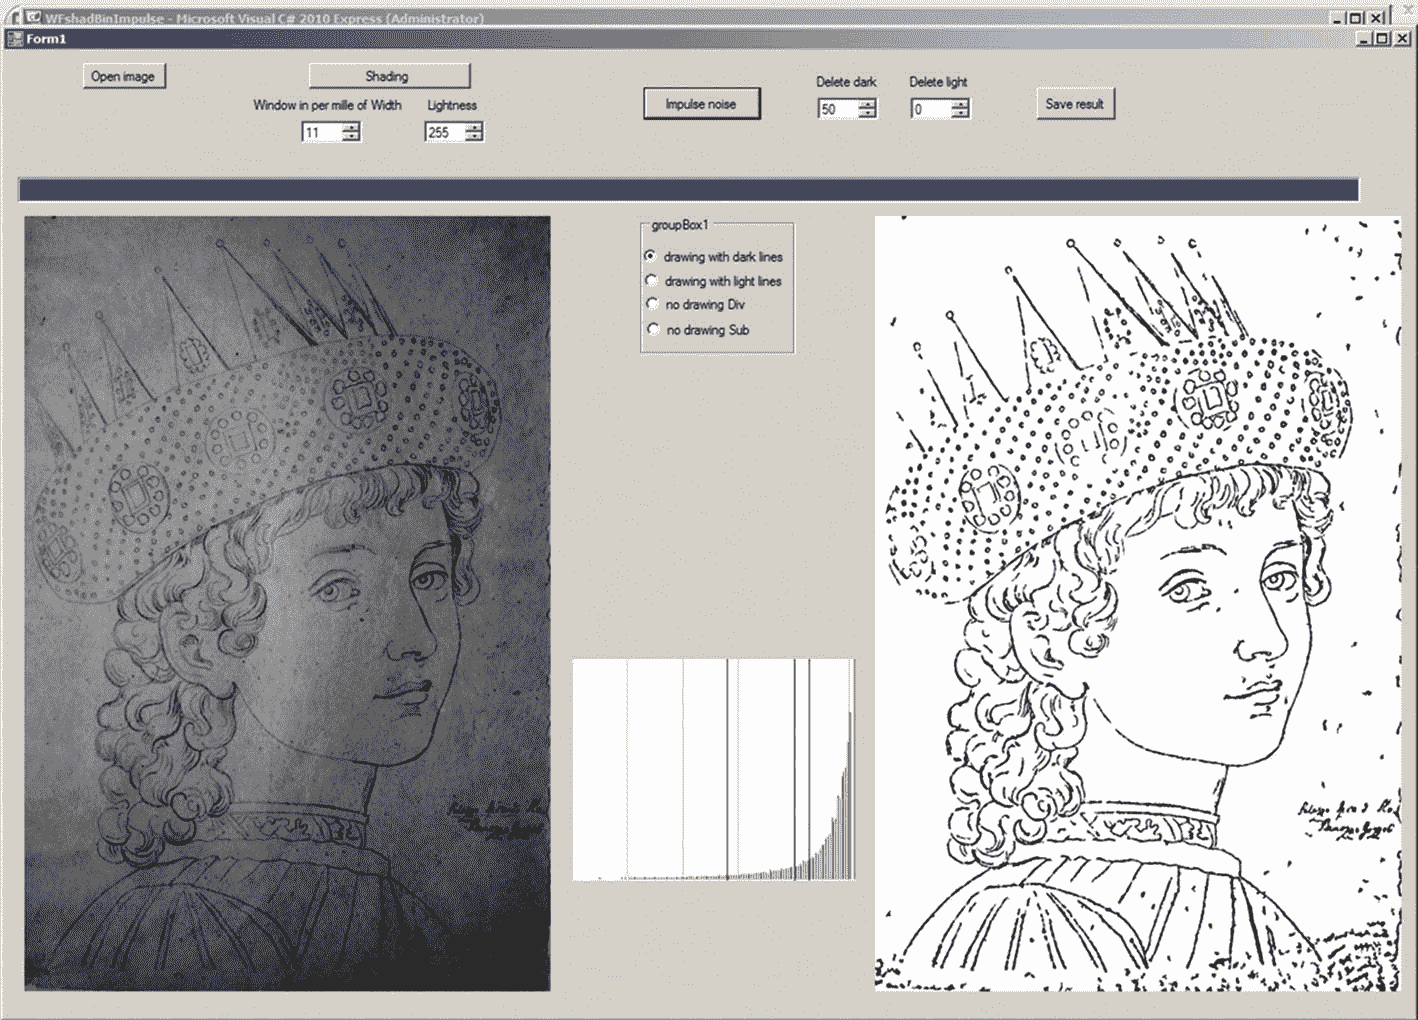 WFshadBinImpulse - Microsoft Visual C# 2010 Express (Administrator)
Form1
Open image
Shading
Window in per mille of Width
Lightness
11
255
Impulse noise
Delete dark
Delete light
50
0
Save result
groupBox1
drawing with dark lines
drawing with light lines
no drawing Div
no drawing Sub